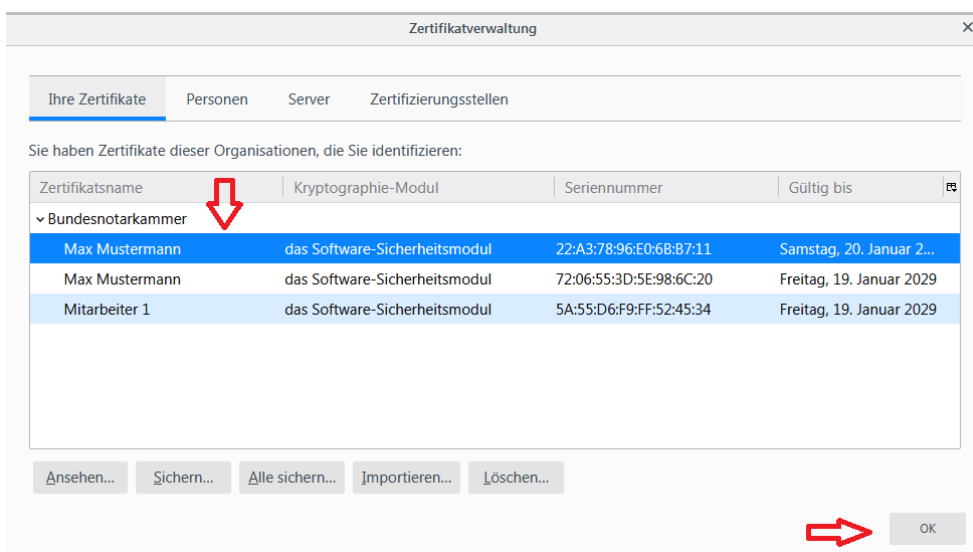 Zertifikatverwaltung
Ihre Zertifikate Personen Server Zertifizierungsstellen
Sie haben Zertifikate dieser Organisationen, die Sie identifizieren:
Zertifikatsname Kryptographie-Modul Seriennummer Gültig bis
Bundesnotarkammer
Max Mustermann das Software-Sicherheitsmodul 22:A3:78:96:E0:6B:B7:11 Samstag, 20. Januar 2...
Max Mustermann das Software-Sicherheitsmodul 72:06:55:3D:5E:98:6C:20 Freitag, 19. Januar 2029
Mitarbeiter 1 das Software-Sicherheitsmodul 5A:55:D6:F9:FF:52:45:34 Freitag, 19. Januar 2029
Ansehen... Sichern... Alle sichern... Importieren... Löschen...
OK